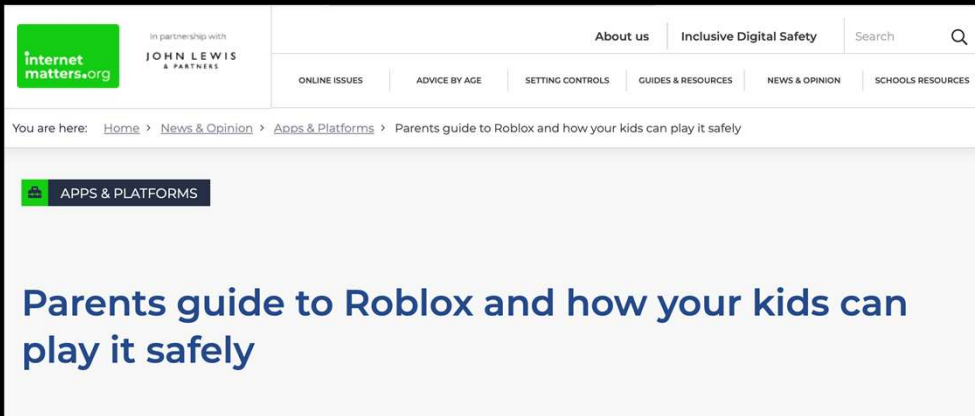 internet
matters.org
in partnership with
JOHN LEWIS
& PARTNERS
About us
Inclusive Digital Safety
Search
ONLINE ISSUES
ADVICE BY AGE
SETTING CONTROLS
GUIDES & RESOURCES
NEWS & OPINION
SCHOOLS RESOURCES
You are here: Home > News & Opinion > Apps & Platforms > Parents guide to Roblox and how your kids can play it safely
APPS & PLATFORMS
Parents guide to Roblox and how your kids can
play it safely